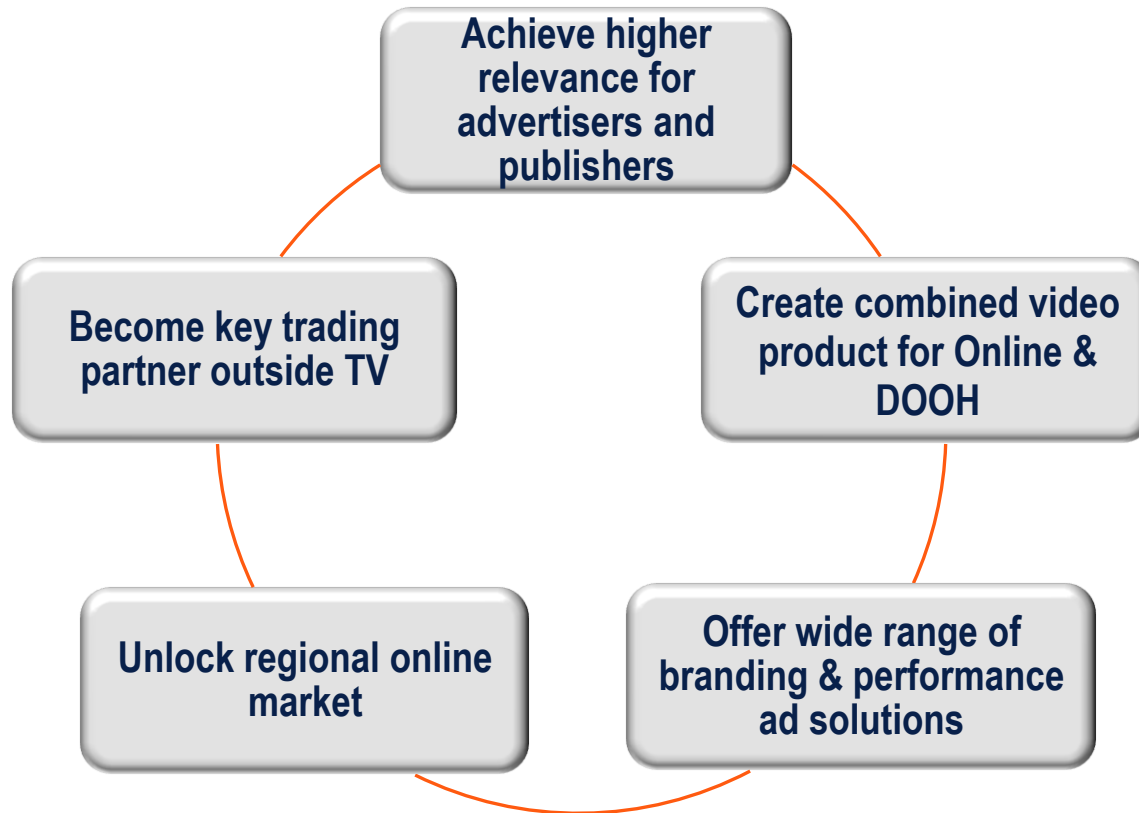 Achieve higher
relevance for
advertisers and
publishers
Become key trading
partner outside TV
Create combined video
product for Online &
DOOH
Unlock regional online
market
Offer wide range of
branding & performance
ad solutions